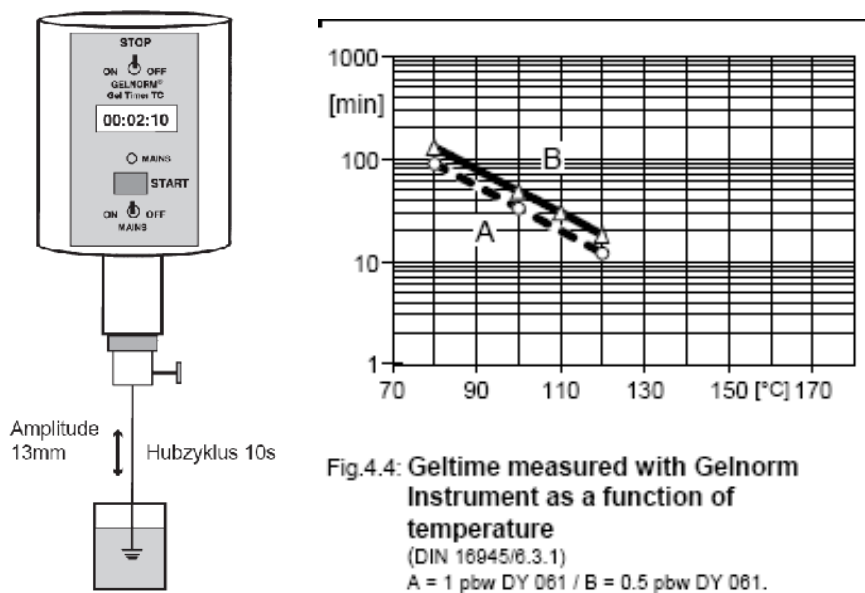 STOP
ON OFF
GELNORM®
Gel Timer TC
00:02:10
MAINS
START
ON OFF
MAINS
Amplitude
13mm
Hubzyklus 10s
1000
[min]
100
10
1
B
A
70 90 110 130 150 [°C] 170
Fig.4.4: Geltime measured with Gelnorm
Instrument as a function of
temperature
(DIN 16945/6.3.1)
A = 1 pbw DY 061 / B = 0.5 pbw DY 061.